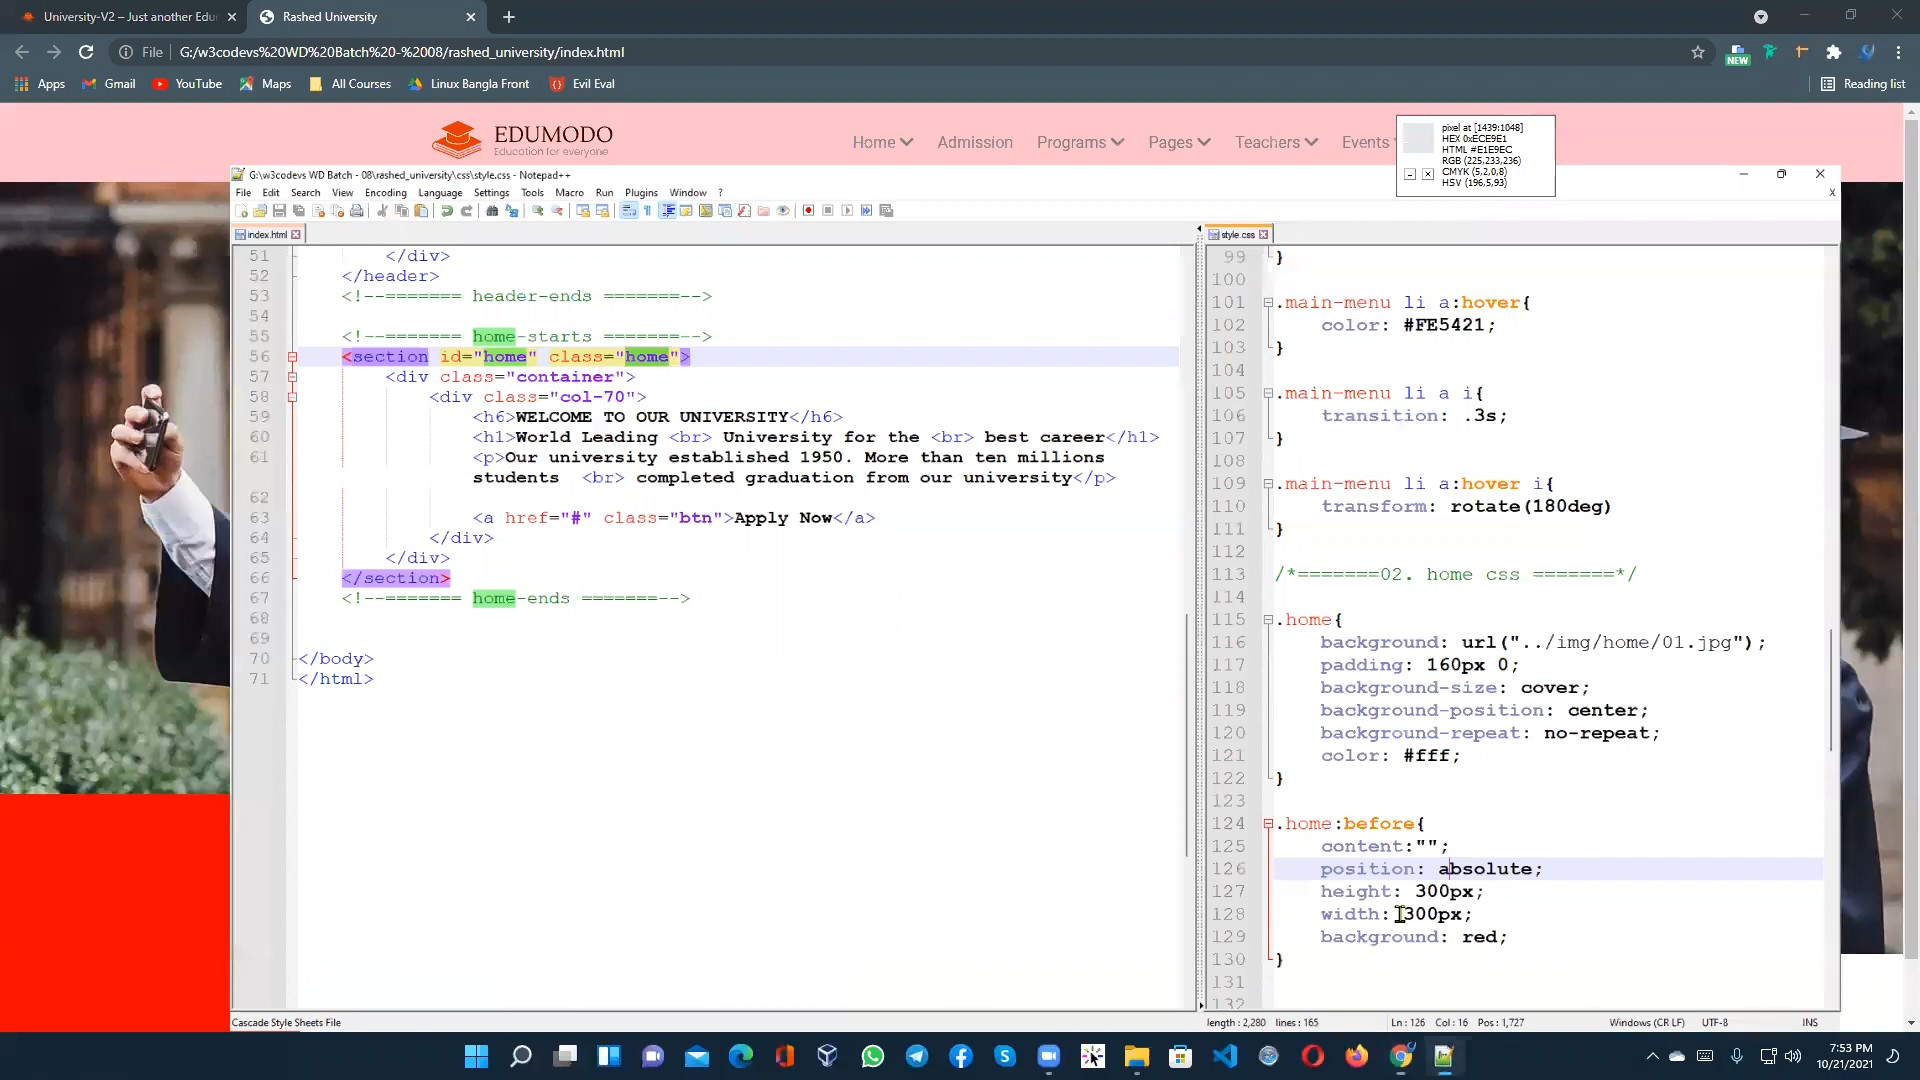 University-V2 – Just another Edu
Rashed University
File
G:/w3codevs%20WD%20Batch%20-%2008/rashed_university/index.html
NEW
Apps
Gmail
YouTube
Maps
All Courses
Linux Bangla Front
Evil Eval
Reading list
EDUMODO
Education for everyone
Home
Admission
Programs
Pages
Teachers
Events
pixel at [1439:1048]
HEX 0xECE9E1
HTML #E1E9EC
RGB (225,233,236)
CMYK (5,2,0,8)
HSV (196,5,93)
G:\w3codevs WD Batch - 08\rashed_university\css\style.css - Notepad++
File Edit Search View Encoding Language Settings Tools Macro Run Plugins Window ?
X
index.html
51 </div>
52 </header>
53 <!--======= header-ends =======-->
54
55 <!--======= home-starts =======-->
56 <section id="home" class="home">
57 <div class="container">
58 <div class="col-70">
59 <h6>WELCOME TO OUR UNIVERSITY</h6>
60 <h1>World Leading <br> University for the <br> best career</h1>
61 <p>Our university established 1950. More than ten millions
students <br> completed graduation from our university</p>
62
63 <a href="#" class="btn">Apply Now</a>
64 </div>
65 </div>
66 </section>
67 <!--======= home-ends =======-->
68
69
70 </body>
71 </html>
style.css
99 }
100
101 .main-menu li a:hover{
102 color: #FE5421;
103 }
104
105 .main-menu li a i{
106 transition: .3s;
107 }
108
109 .main-menu li a:hover i{
110 transform: rotate(180deg)
111 }
112
113 /*=======02. home css =======*/
114
115 .home{
116 background: url("../img/home/01.jpg");
117 padding: 160px 0;
118 background-size: cover;
119 background-position: center;
120 background-repeat: no-repeat;
121 color: #fff;
122 }
123
124 .home:before{
125 content:"";
126 position: absolute;
127 height: 300px;
128 width: 300px;
129 background: red;
130 }
131
132
Cascade Style Sheets File
length : 2,280 lines : 165
Ln : 126 Col : 16 Pos : 1,727
Windows (CR LF)
UTF-8
INS
7:53 PM
10/21/2021